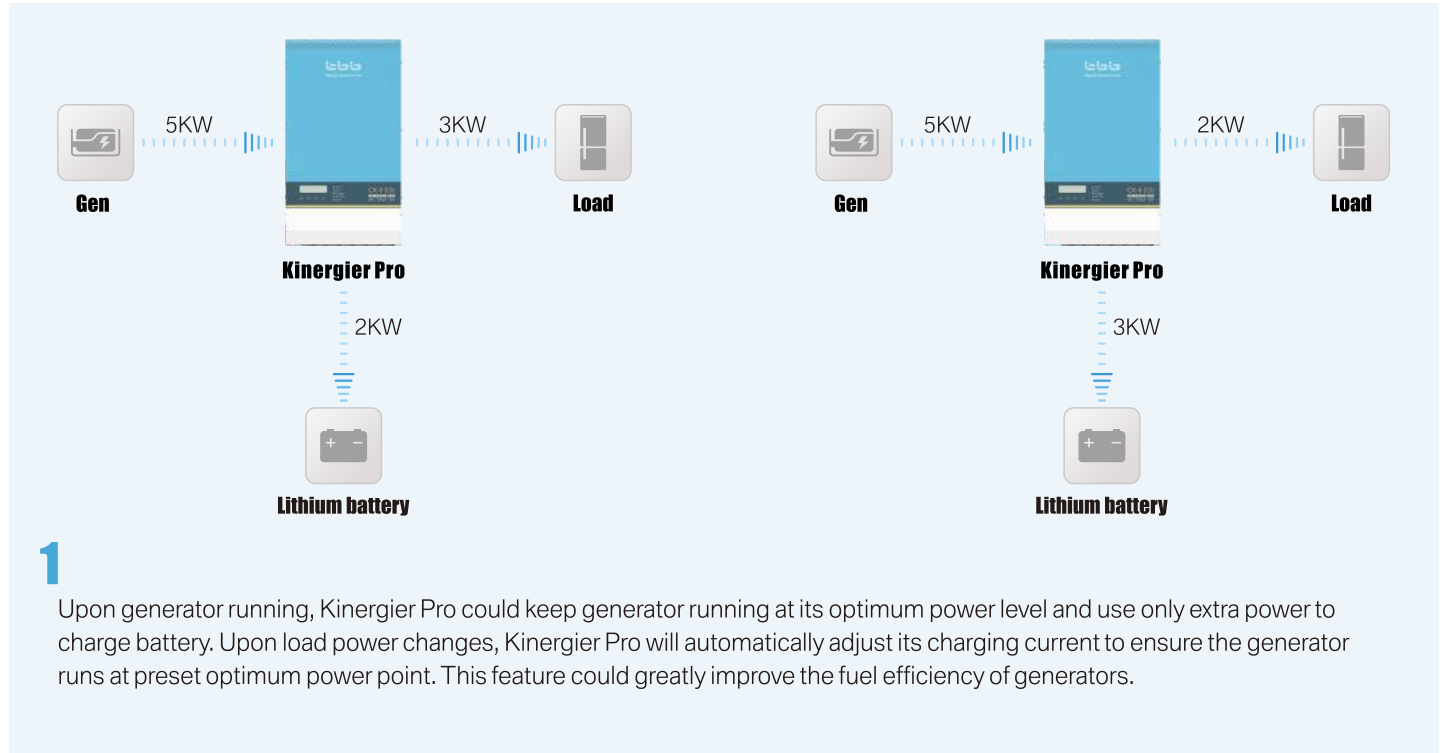 5KW
3KW
Gen
Load
Kinergier Pro
2KW
Lithium battery
5KW
2KW
Gen
Load
Kinergier Pro
3KW
Lithium battery
1
Upon generator running, Kinergier Pro could keep generator running at its optimum power level and use only extra power to
charge battery. Upon load power changes, Kinergier Pro will automatically adjust its charging current to ensure the generator
runs at preset optimum power point. This feature could greatly improve the fuel efficiency of generators.